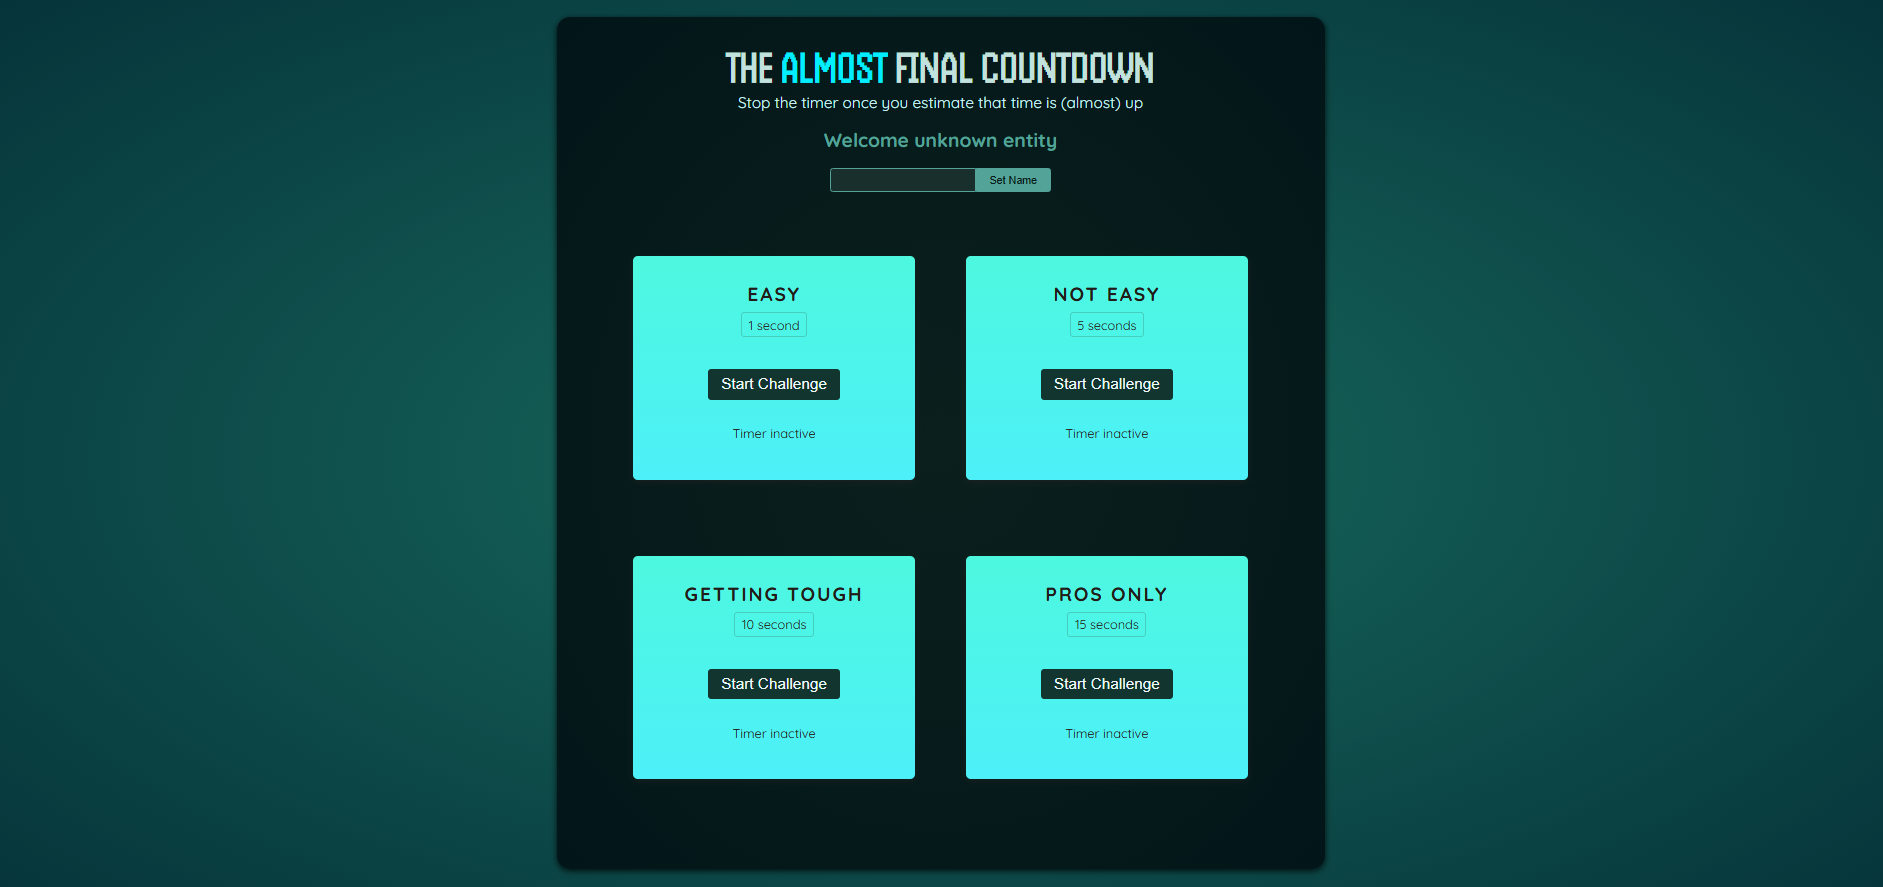 THE ALMOST FINAL COUNTDOWN
Stop the timer once you estimate that time is (almost) up
Welcome unknown entity
Set Name
EASY
1 second
Start Challenge
Timer inactive
NOT EASY
5 seconds
Start Challenge
Timer inactive
GETTING TOUGH
10 seconds
Start Challenge
Timer inactive
PROS ONLY
15 seconds
Start Challenge
Timer inactive